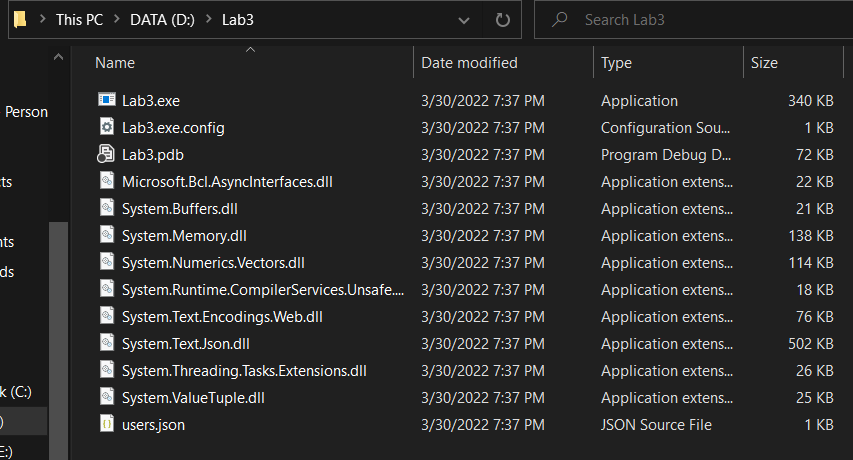 This PC > DATA (D:) > Lab3 Search Lab3
Name Date modified Type Size
Lab3.exe 3/30/2022 7:37 PM Application 340 KB
Lab3.exe.config 3/30/2022 7:37 PM Configuration Sou... 1 KB
Person
Lab3.pdb 3/30/2022 7:37 PM Program Debug D... 72 KB
cts
Microsoft.Bcl.AsyncInterfaces.dll 3/30/2022 7:37 PM Application extens... 22 KB
System.Buffers.dll 3/30/2022 7:37 PM Application extens... 21 KB
nts
System.Memory.dll 3/30/2022 7:37 PM Application extens... 138 KB
ds
System.Numerics.Vectors.dll 3/30/2022 7:37 PM Application extens... 114 KB
System.Runtime.CompilerServices.Unsafe.... 3/30/2022 7:37 PM Application extens... 18 KB
System.Text.Encodings.Web.dll 3/30/2022 7:37 PM Application extens... 76 KB
System.Text.Json.dll 3/30/2022 7:37 PM Application extens... 502 KB
System.Threading.Tasks.Extensions.dll 3/30/2022 7:37 PM Application extens... 26 KB
k (C:)
System.ValueTuple.dll 3/30/2022 7:37 PM Application extens... 25 KB
)
users.json 3/30/2022 7:37 PM JSON Source File 1 KB
E:)